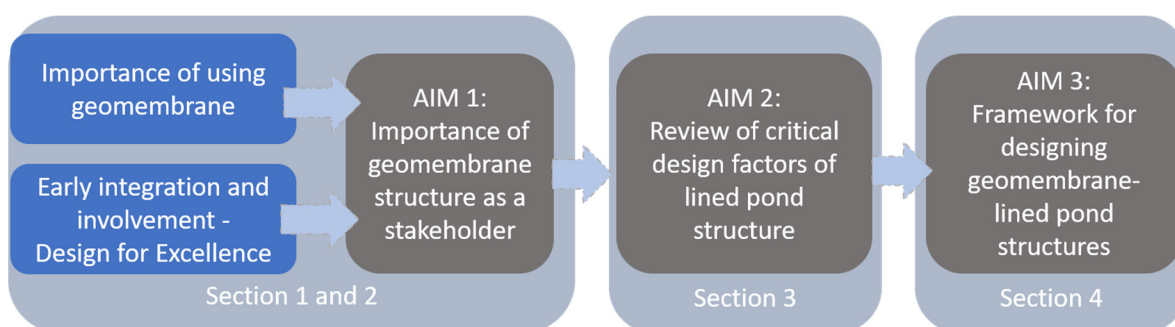 Importance of using
geomembrane
Early integration and
involvement -
Design for Excellence
AIM 1:
Importance of
geomembrane
structure as a
stakeholder
Section 1 and 2
AIM 2:
Review of critical
design factors of
lined pond
structure
Section 3
AIM 3:
Framework for
designing
geomembrane-
lined pond
structures
Section 4